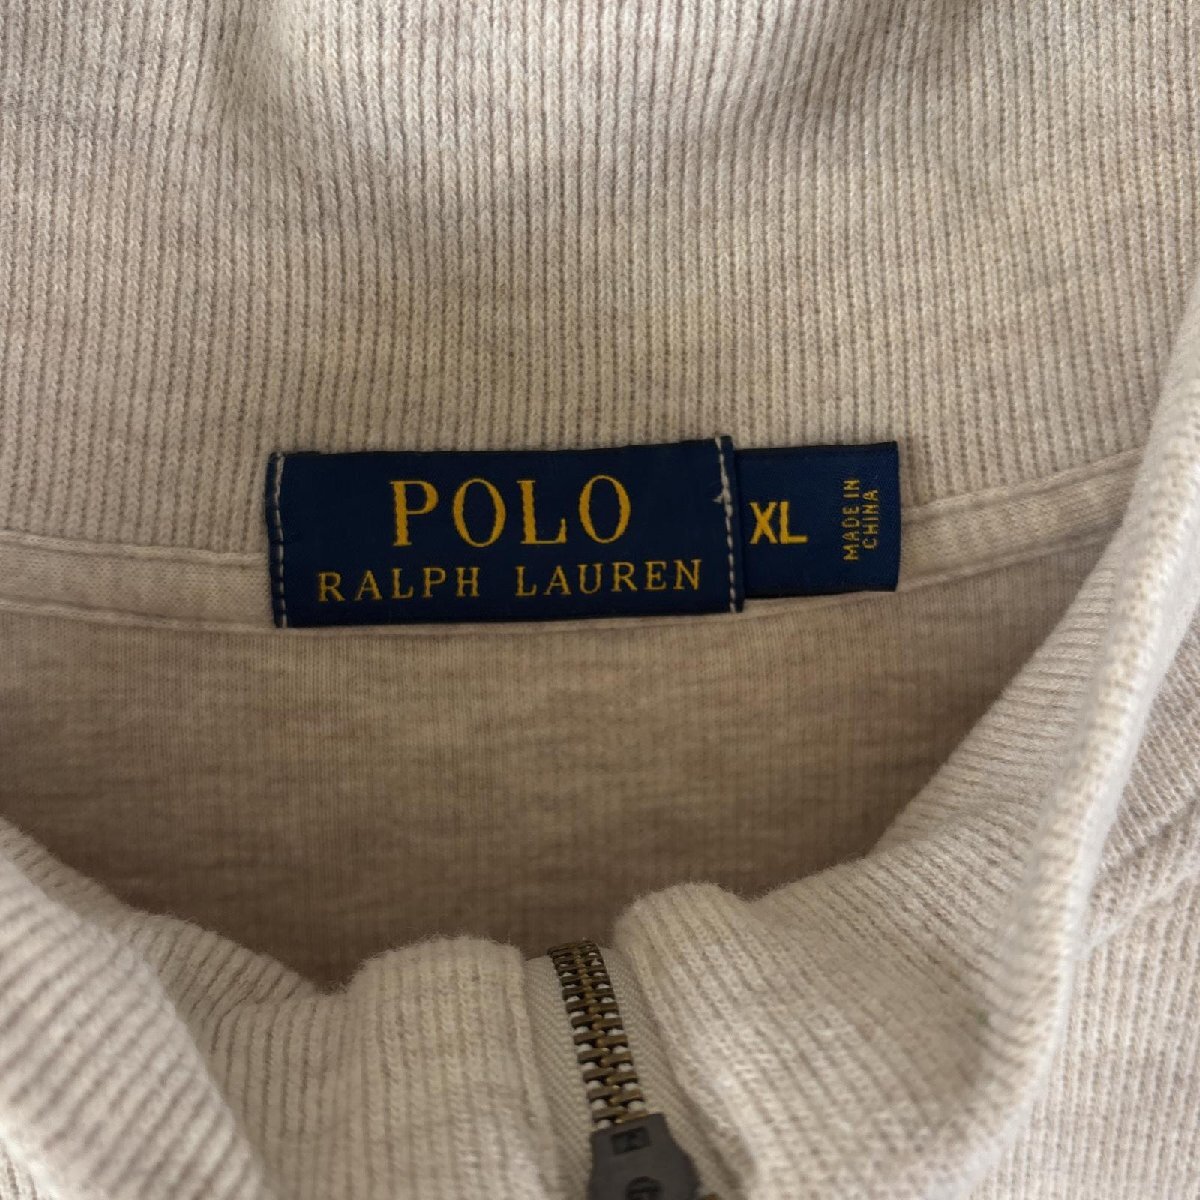 POLO
RALPH LAUREN
XL
MADE IN
CHINA